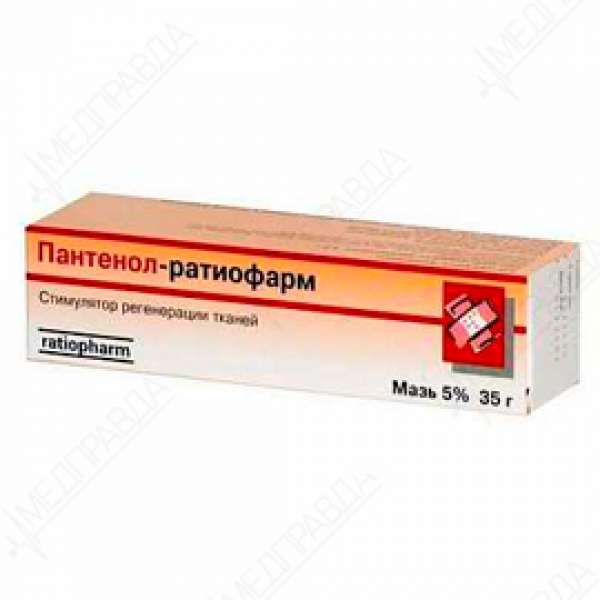 Пантенол-ратиофарм
Стимулятор регенерации тканей
ratiopharm
Мазь 5% 35 г
МЕДПРАВДА